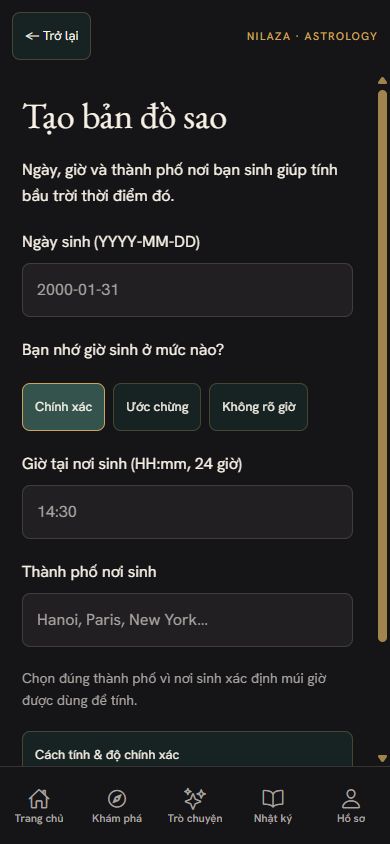 ← Trở lại
NILAZA · ASTROLOGY
Tạo bản đồ sao
Ngày, giờ và thành phố nơi bạn sinh giúp tính
bầu trời thời điểm đó.
Ngày sinh (YYYY-MM-DD)
2000-01-31
Bạn nhớ giờ sinh ở mức nào?
Chính xác
Ước chừng
Không rõ giờ
Giờ tại nơi sinh (HH:mm, 24 giờ)
14:30
Thành phố nơi sinh
Hanoi, Paris, New York...
Chọn đúng thành phố vì nơi sinh xác định múi giờ
được dùng để tính.
Cách tính & độ chính xác
Trang chủ
Khám phá
Trò chuyện
Nhật ký
Hồ sơ